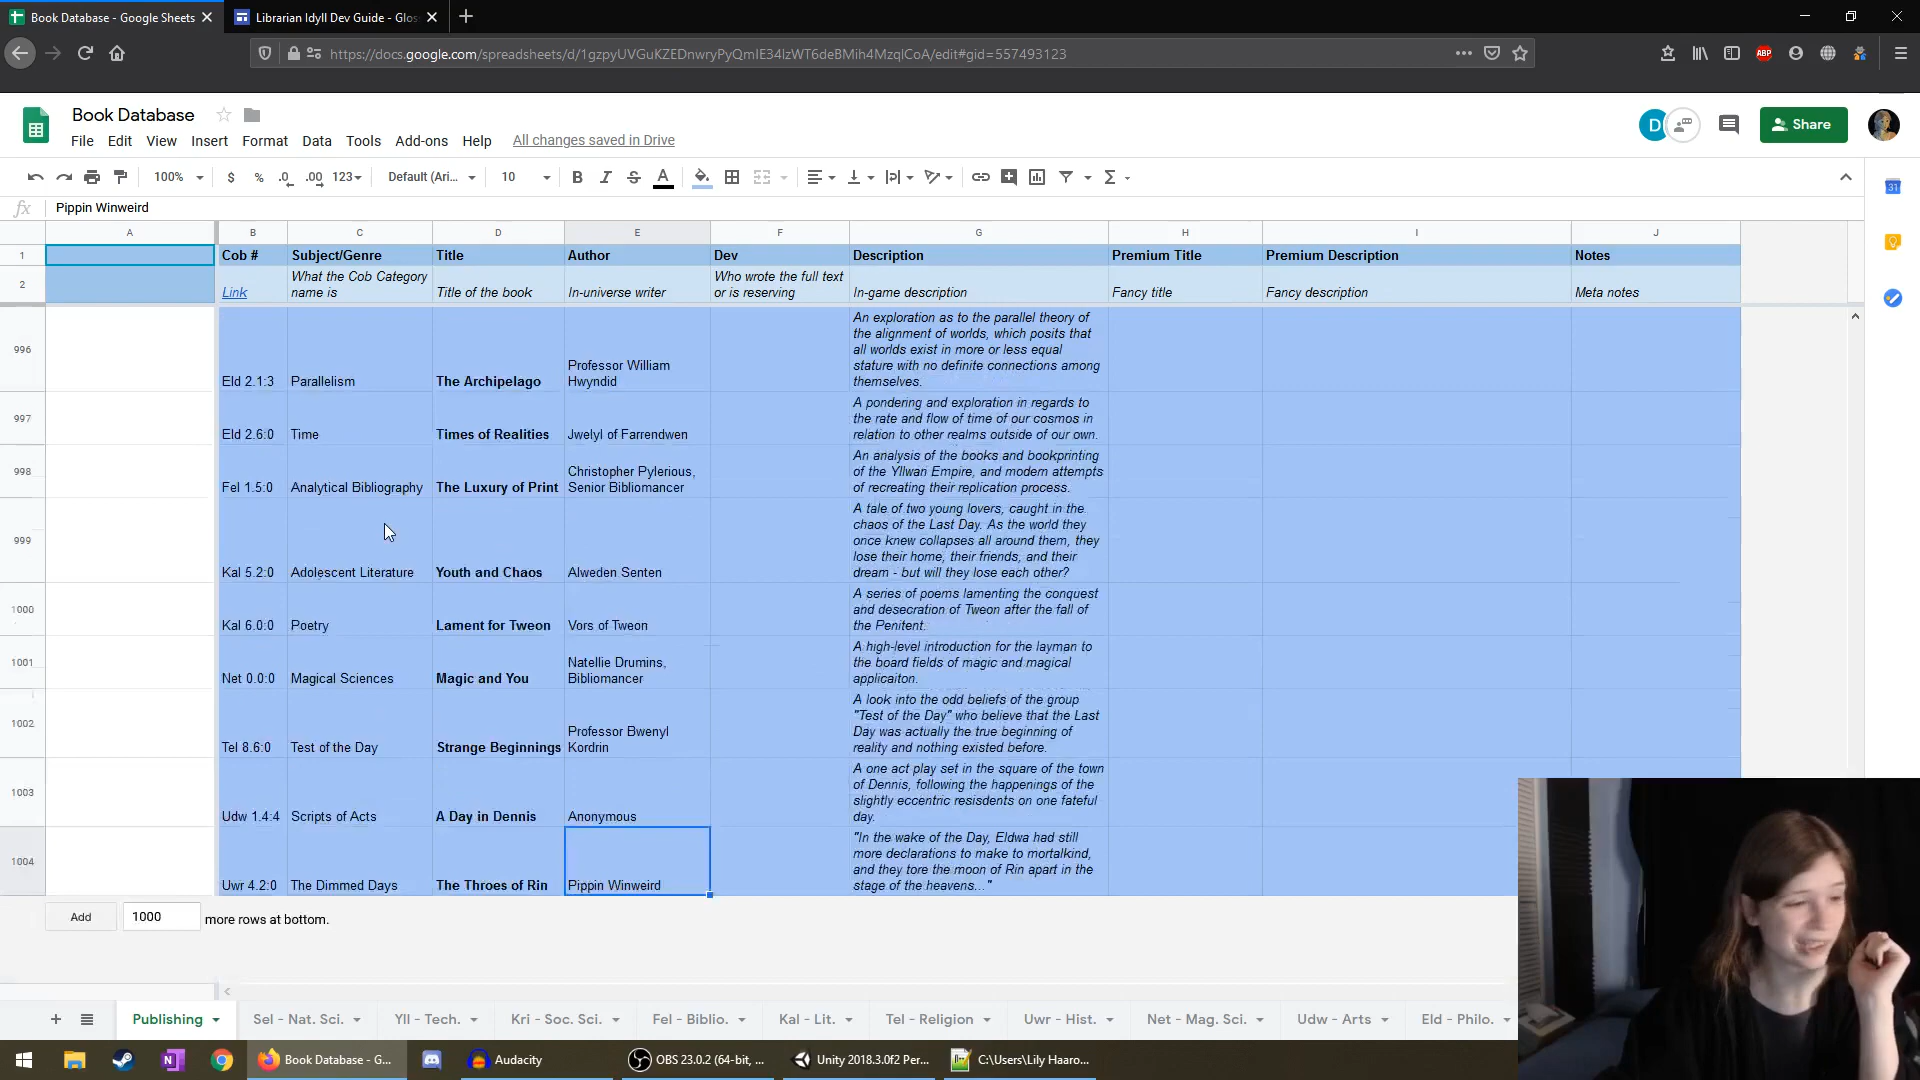 Book Database - Google Sheets
Librarian Idyll Dev Guide - Glos
https://docs.google.com/spreadsheets/d/1gzpyUVGuKZEDnwryPyQmIE34lzWT6deBMih4MzqlCoA/edit#gid=557493123
ABP
Book Database
D
Share
File Edit View Insert Format Data Tools Add-ons Help All changes saved in Drive
100% $ % .0 .00 123 Default (Ari... 10 B I S A Σ
31
fx Pippin Winweird
A B C D E F G H I J
1 Cob # Subject/Genre Title Author Dev Description Premium Title Premium Description Notes
2 Link What the Cob Category name is Title of the book In-universe writer Who wrote the full text or is reserving In-game description Fancy title Fancy description Meta notes
An exploration as to the parallel theory of
the alignment of worlds, which posits that
996 all worlds exist in more or less equal
Professor William stature with no definite connections among
Eld 2.1:3 Parallelism The Archipelago Hwyndid themselves.
A pondering and exploration in regards to
997 the rate and flow of time of our cosmos in
Eld 2.6:0 Time Times of Realities Jwelyl of Farrendwen relation to other realms outside of our own.
An analysis of the books and bookprinting
998 Christopher Pylerious, of the Yllwan Empire, and modern attempts
Fel 1.5:0 Analytical Bibliography The Luxury of Print Senior Bibliomancer of recreating their replication process.
A tale of two young lovers, caught in the
chaos of the Last Day. As the world they
999 once knew collapses all around them, they
lose their home, their friends, and their
Kal 5.2:0 Adolescent Literature Youth and Chaos Alweden Senten dream - but will they lose each other?
A series of poems lamenting the conquest
1000 and desecration of Tweon after the fall of
Kal 6.0:0 Poetry Lament for Tweon Vors of Tweon the Penitent.
A high-level introduction for the layman to
1001 Natellie Drumins, the board fields of magic and magical
Net 0.0:0 Magical Sciences Magic and You Bibliomancer applicaiton.
A look into the odd beliefs of the group
1002 "Test of the Day" who believe that the Last
Professor Bwenyl Day was actually the true beginning of
Tel 8.6:0 Test of the Day Strange Beginnings Kordrin reality and nothing existed before.
A one act play set in the square of the town
1003 of Dennis, following the happenings of the
slightly eccentric resisdents on one fateful
Udw 1.4:4 Scripts of Acts A Day in Dennis Anonymous day.
"In the wake of the Day, Eldwa had still
1004 more declarations to make to mortalkind,
and they tore the moon of Rin apart in the
Uwr 4.2:0 The Dimmed Days The Throes of Rin Pippin Winweird stage of the heavens..."
Add 1000 more rows at bottom.
Publishing Sel - Nat. Sci. Yll - Tech. Kri - Soc. Sci. Fel - Biblio. Kal - Lit. Tel - Religion Uwr - Hist. Net - Mag. Sci. Udw - Arts Eld - Philo.
Book Database - G... Audacity OBS 23.0.2 (64-bit, ... Unity 2018.3.0f2 Per... C:\Users\Lily Haaro...